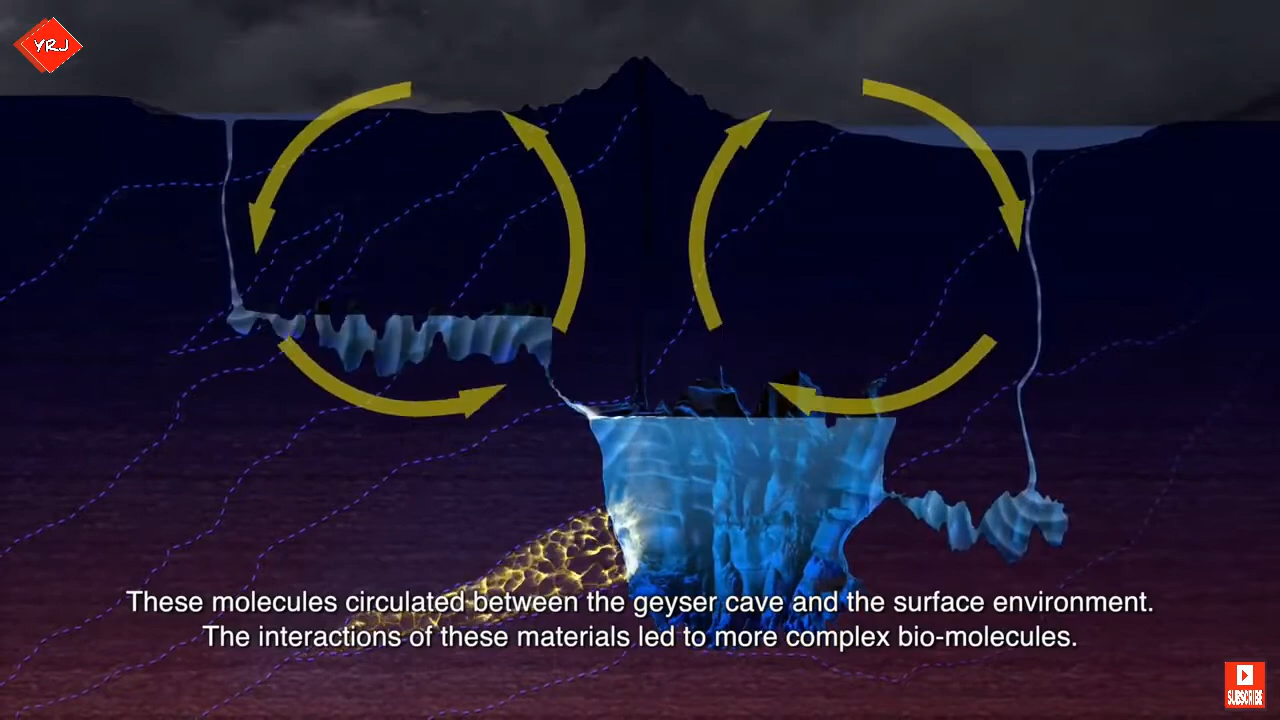 YRJ
These molecules circulated between the geyser cave and the surface environment.
The interactions of these materials led to more complex bio-molecules.
SUBSCRIBE